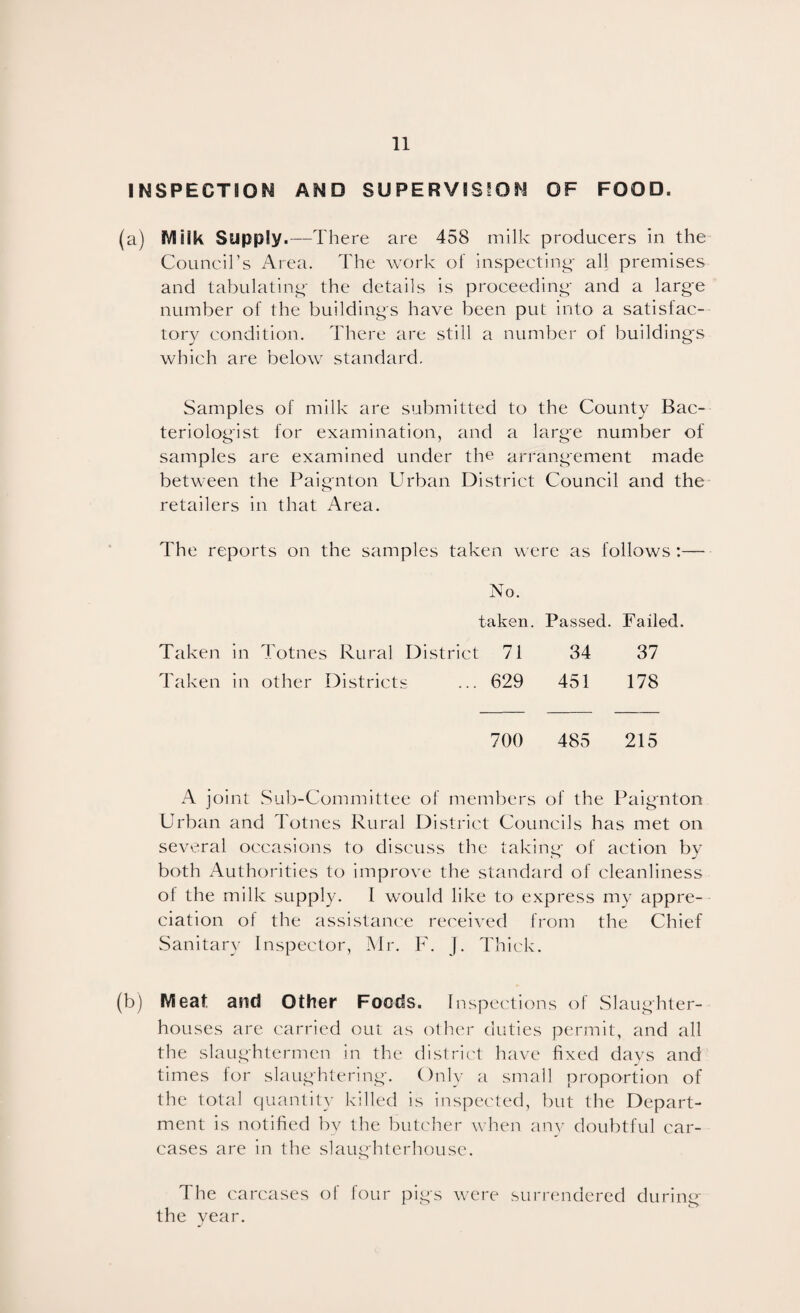 11
INSPECTION AND SUPERVISION OF FOOD.
(a) Milk Supply.—There are 458 milk producers in the
Council's Area. The work of inspecting all premises
and tabulating the details is proceeding and a large
number of the buildings have been put into a satisfac-
tory condition. There are still a number of buildings
which are below standard.
Samples of milk are submitted to the County Bac-
teriologist for examination, and a large number of
samples are examined under the arrangement made
between the Paignton Urban District Council and the
retailers in that Area.
The reports on the samples taken were as follows :—
No.
taken. Passed. Failed.
Taken in Totnes Rural District 71 34 37
Taken in other Districts ... 629 451 178
700 485 215
A joint Sub-Committee of members of the Paignton
Urban and Totnes Rural District Councils has met on
several occasions to discuss the taking of action by
both Authorities to improve the standard of cleanliness
of the milk supply. I would like to express my appre-
ciation of the assistance received from the Chief
Sanitary Inspector, Mr. F. J. Thick.
(b) Meat and Other Foods. Inspections of Slaughter-
houses are carried out as other duties permit, and all
the slaughtermen in the district have fixed days and
times for slaughtering. Only a small proportion of
the total quantity killed is inspected, but the Depart-
ment is notified by the butcher when any doubtful car-
cases are in the slaughterhouse.
The carcases of four pigs were surrendered during
the year.